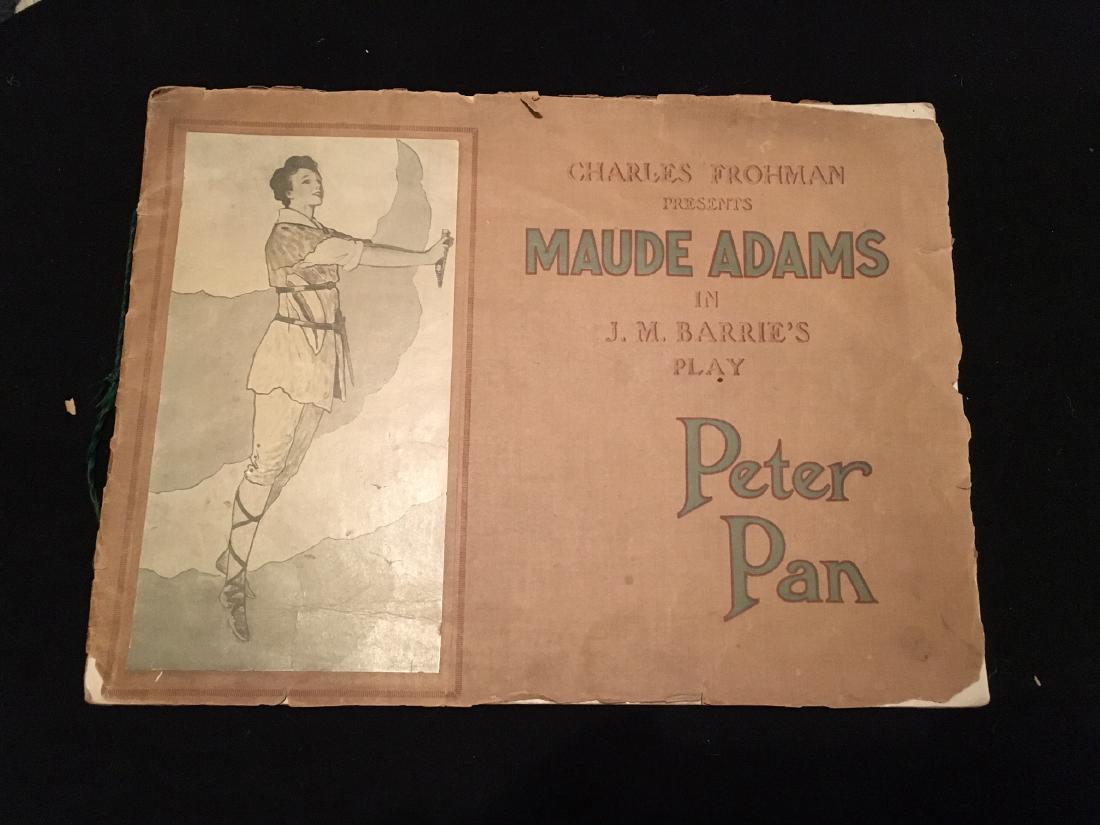 CHARLES FROHMAN
PRESENTS
MAUDE ADAMS
IN
J. M. BARRIE'S
PLAY
Peter
Pan